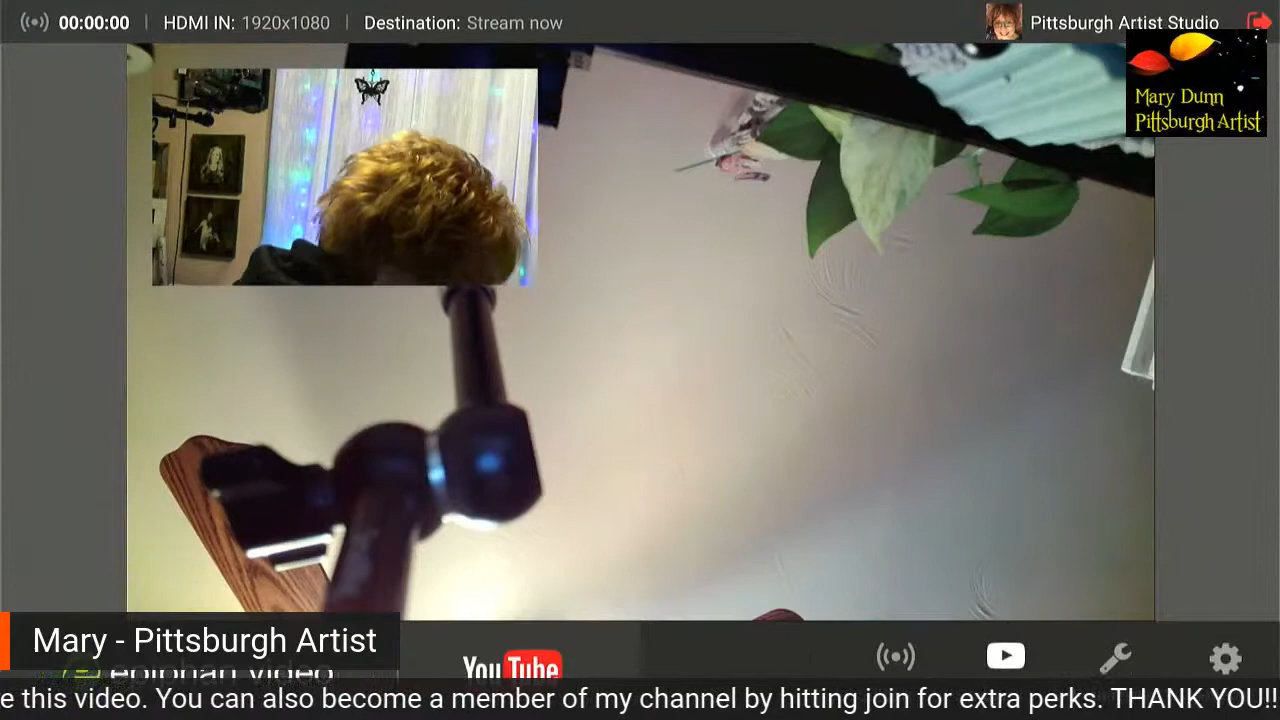 00:00:00 HDMI IN: 1920x1080 Destination: Stream now Pittsburgh Artist Studio
Mary Dunn
Pittsburgh Artist
Mary - Pittsburgh Artist
epiphan video
YouTube
e this video. You can also become a member of my channel by hitting join for extra perks. THANK YOU!!